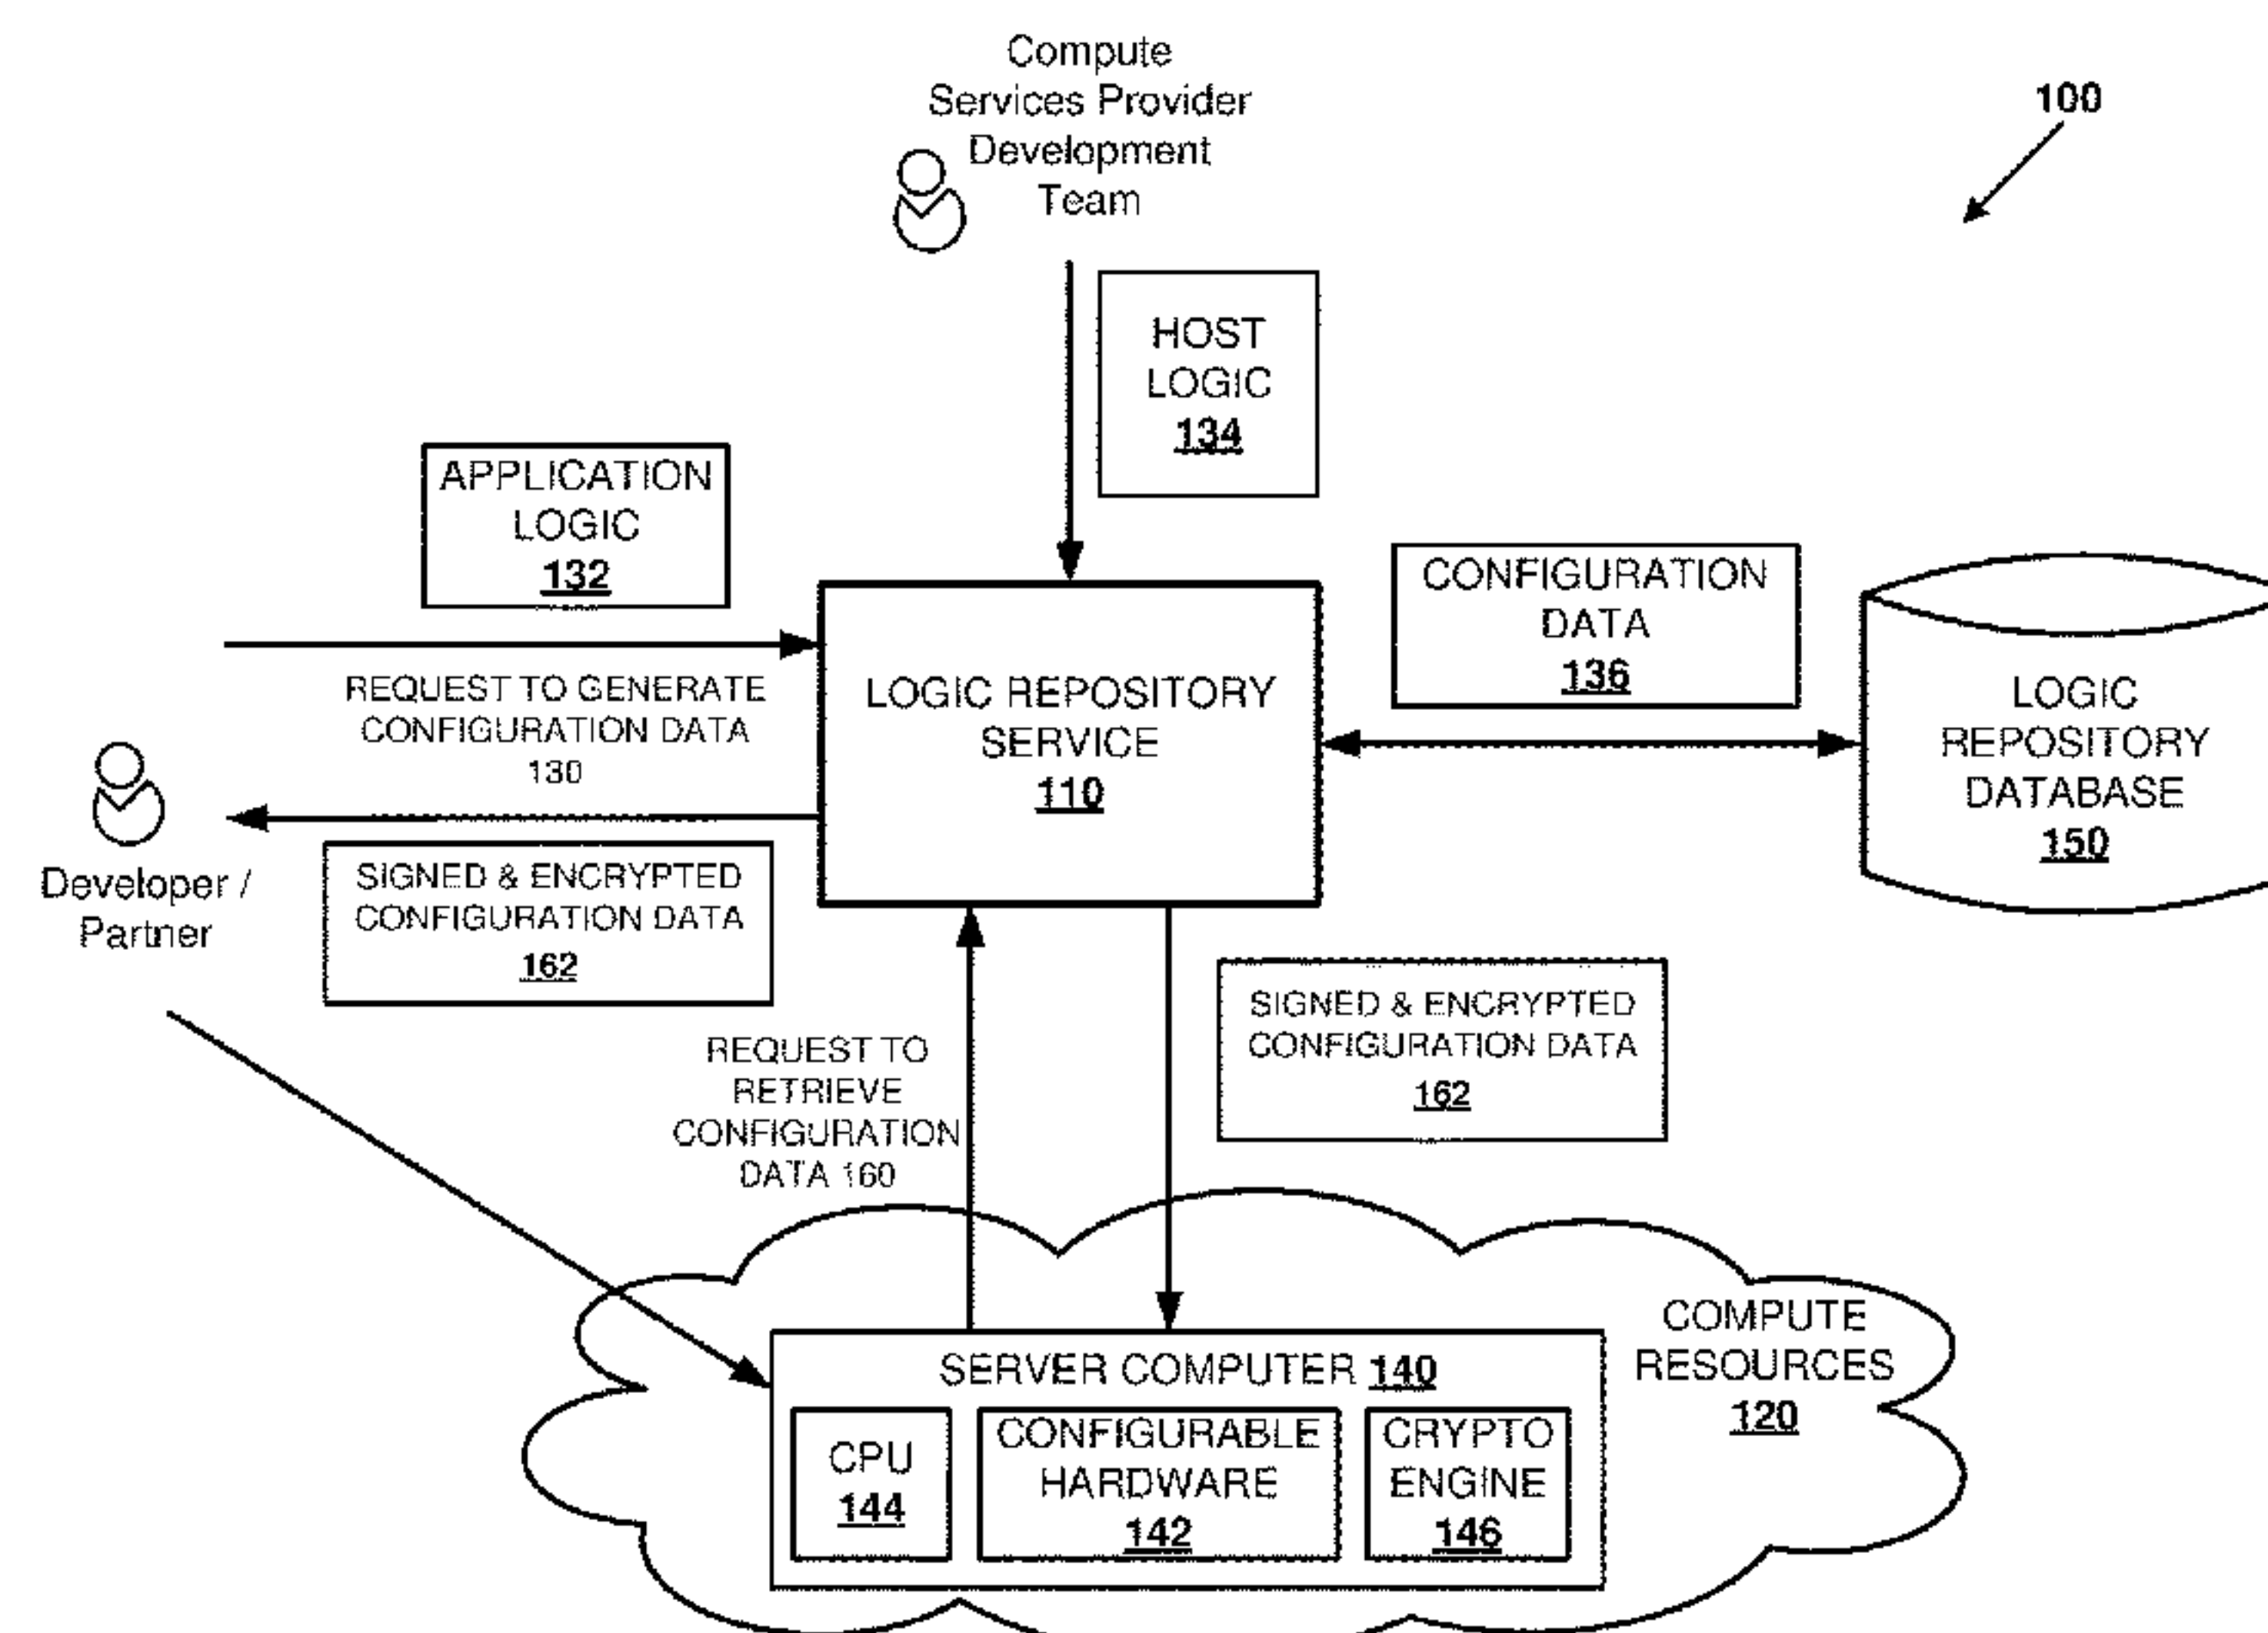 Compute
Services Provider
Development
Team
100
HOST
LOGIC
134
APPLICATION
LOGIC
132
REQUEST TO GENERATE
CONFIGURATION DATA
130
LOGIC REPOSITORY
SERVICE
110
CONFIGURATION
DATA
136
LOGIC
REPOSITORY
DATABASE
150
Developer /
Partner
SIGNED & ENCRYPTED
CONFIGURATION DATA
162
REQUEST TO
RETRIEVE
CONFIGURATION
DATA 160
SIGNED & ENCRYPTED
CONFIGURATION DATA
162
COMPUTE
RESOURCES
120
SERVER COMPUTER 140
CPU
144
CONFIGURABLE
HARDWARE
142
CRYPTO
ENGINE
146